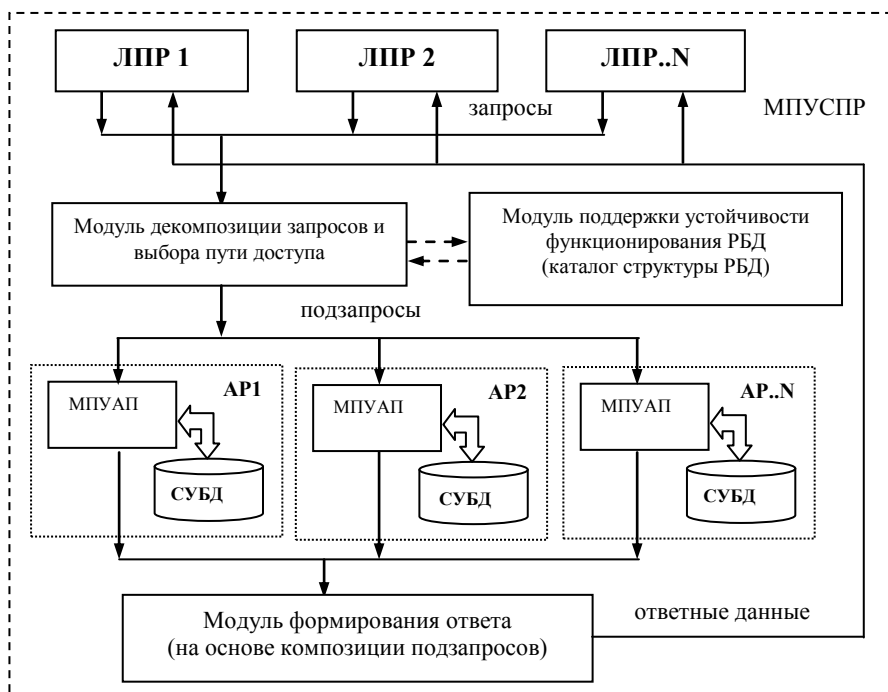 ЛПР 1
ЛПР 2
ЛПР..N
запросы
МПУСПР
Модуль декомпозиции запросов и
выбора пути доступа
Модуль поддержки устойчивости
функционирования РБД
(каталог структуры РБД)
подзапросы
АР1
МПУАП
СУБД
АР2
МПУАП
СУБД
АР..N
МПУАП
СУБД
Модуль формирования ответа
(на основе композиции подзапросов)
ответные данные